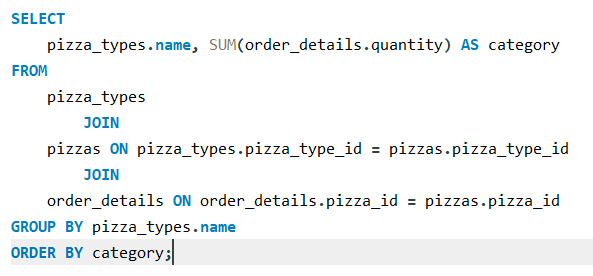 SELECT
    pizza_types.name, SUM(order_details.quantity) AS category
FROM
    pizza_types
        JOIN
    pizzas ON pizza_types.pizza_type_id = pizzas.pizza_type_id
        JOIN
    order_details ON order_details.pizza_id = pizzas.pizza_id
GROUP BY pizza_types.name
ORDER BY category;